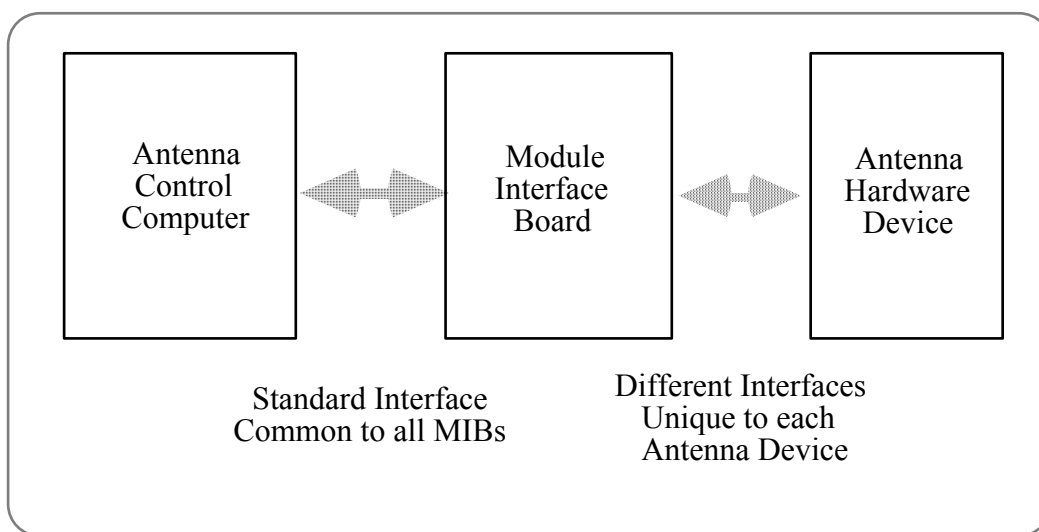 Antenna
Control
Computer
Module
Interface
Board
Antenna
Hardware
Device
Standard Interface
Common to all MIBs
Different Interfaces
Unique to each
Antenna Device